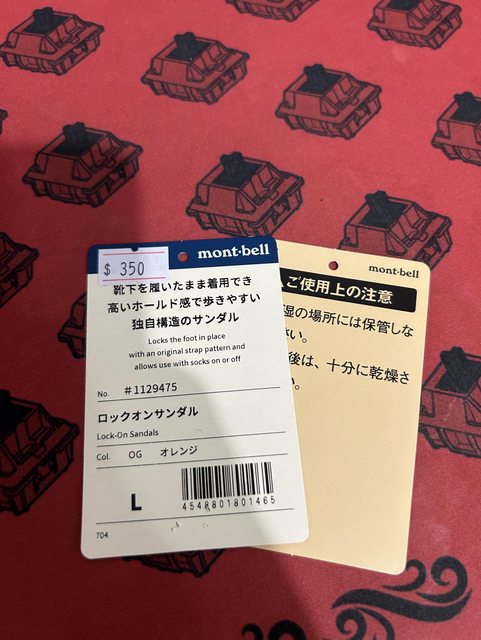 $ 350
mont·bell
靴下を履いたまま着用でき
高いホールド感で歩きやすい
独自構造のサンダル
Locks the foot in place
with an original strap pattern and
allows use with socks on or off
No. #1129475
ロックオンサンダル
Lock-On Sandals
Col. OG オレンジ
L
4548801801465
704
mont·bell
ご使用上の注意
湿の場所には保管しな
い。
後は、十分に乾燥さ